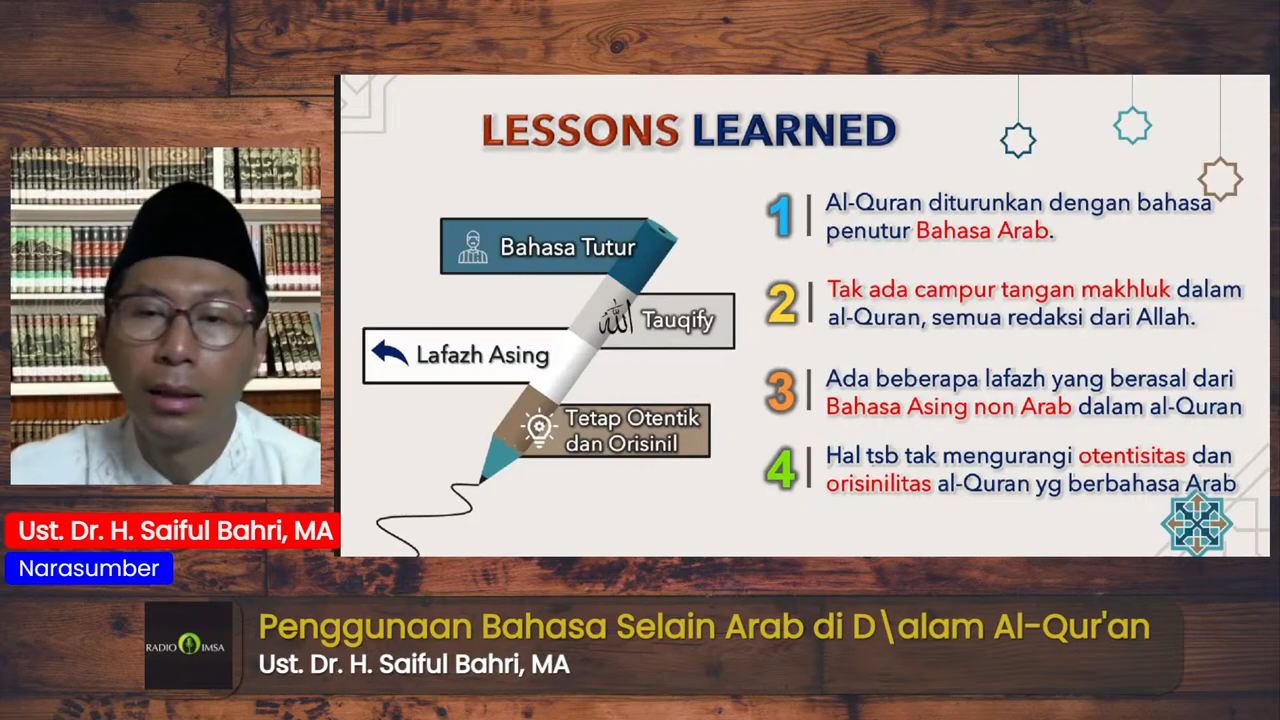 LESSONS LEARNED
Bahasa Tutur
الله
Tauqify
Lafazh Asing
Tetap Otentik
dan Orisinil
1
Al-Quran diturunkan dengan bahasa
penutur Bahasa Arab.
2
Tak ada campur tangan makhluk dalam
al-Quran, semua redaksi dari Allah.
3
Ada beberapa lafazh yang berasal dari
Bahasa Asing non Arab dalam al-Quran
4
Hal tsb tak mengurangi otentisitas dan
orisinilitas al-Quran yg berbahasa Arab
Ust. Dr. H. Saiful Bahri, MA
Narasumber
RADIO IMSA
Penggunaan Bahasa Selain Arab di D\alam Al-Qur'an
Ust. Dr. H. Saiful Bahri, MA